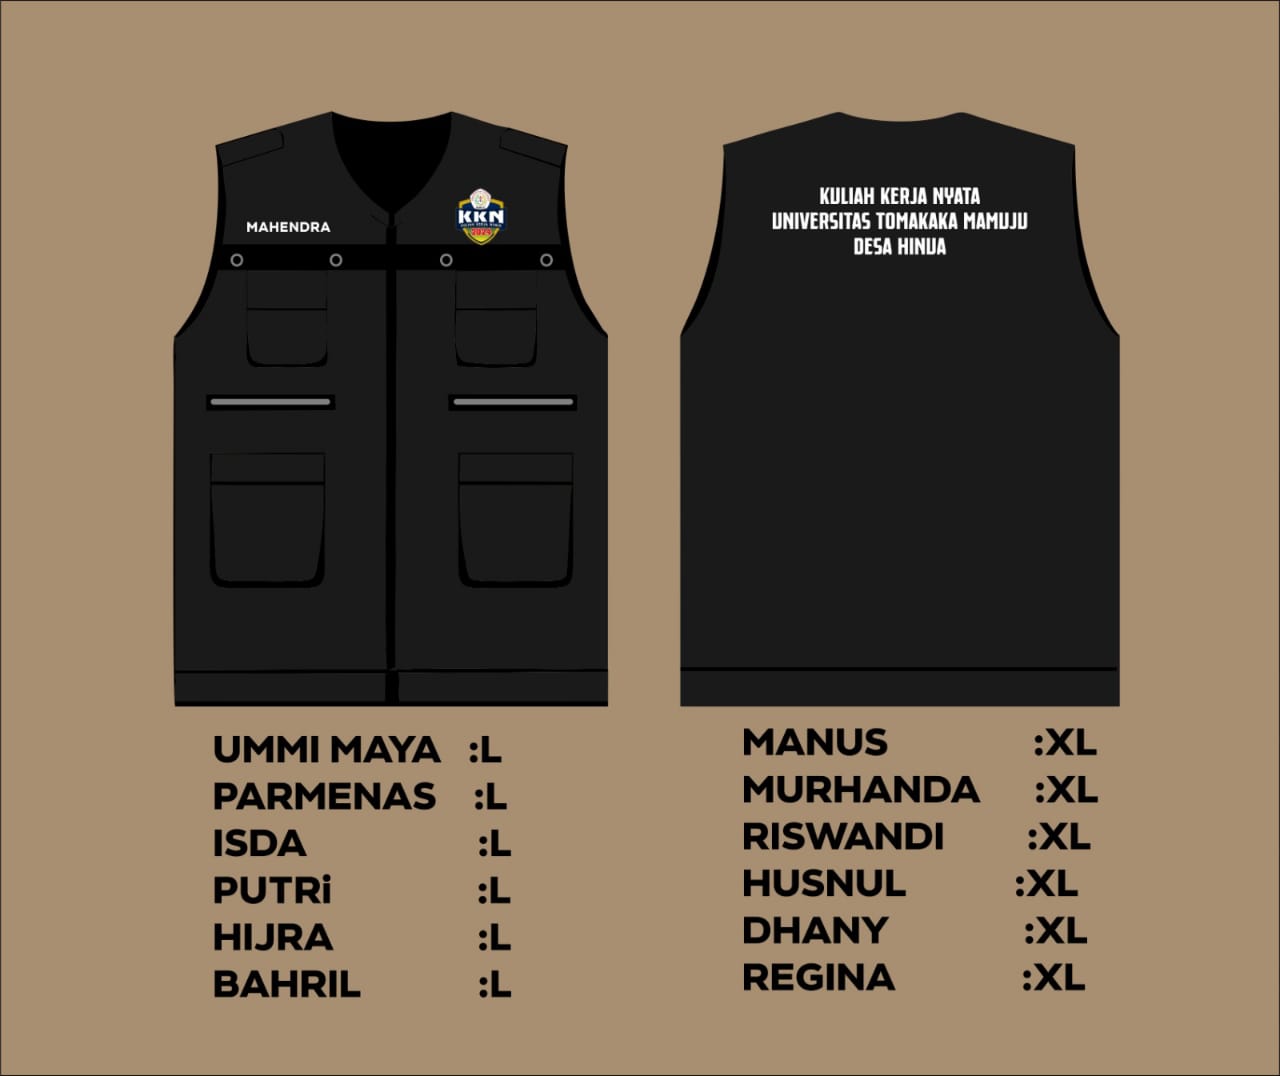 MAHENDRA
KKN
2024
KULIAH KERJA NYATA
UNIVERSITAS TOMAKAKA MAMUJU
DESA HINUA
UMMI MAYA :L
PARMENAS :L
ISDA :L
PUTRi :L
HIJRA :L
BAHRIL :L
MANUS :XL
MURHANDA :XL
RISWANDI :XL
HUSNUL :XL
DHANY :XL
REGINA :XL